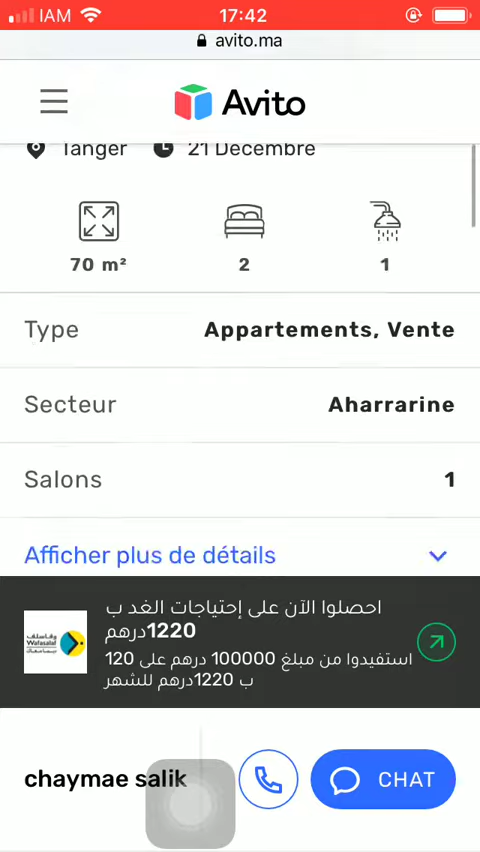 IAM 17:42
avito.ma
Avito
Tanger 21 Décembre
70 m² 2 1
Type Appartements, Vente
Secteur Aharrarine
Salons 1
Afficher plus de détails
احصلوا الآن على إحتياجات الغد ب
1220درهم
استفيدوا من مبلغ 100000 درهم على 120
ب 1220درهم للشهر
وفاسلف
Wafasalaf
chaymae salik CHAT